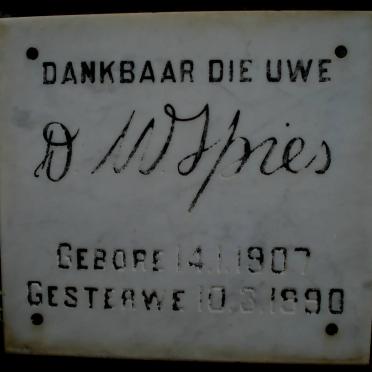 DANKBAAR DIE UWE
D W Spies
GEBORE 14.1.1907
GESTERWE 10.3.1990